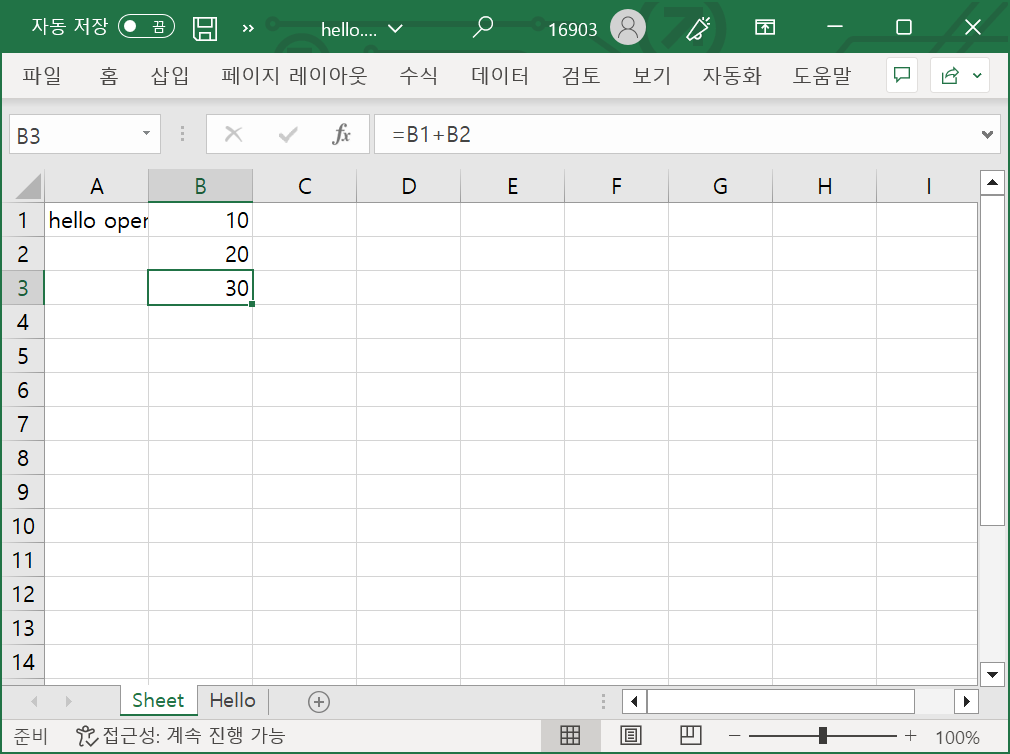 자동 저장 끔 hello.... 16903
파일 홈 삽입 페이지 레이아웃 수식 데이터 검토 보기 자동화 도움말
B3 fx =B1+B2
A B C D E F G H I
1 hello oper 10
2 20
3 30
4
5
6
7
8
9
10
11
12
13
14
Sheet Hello
준비 접근성: 계속 진행 가능 100%